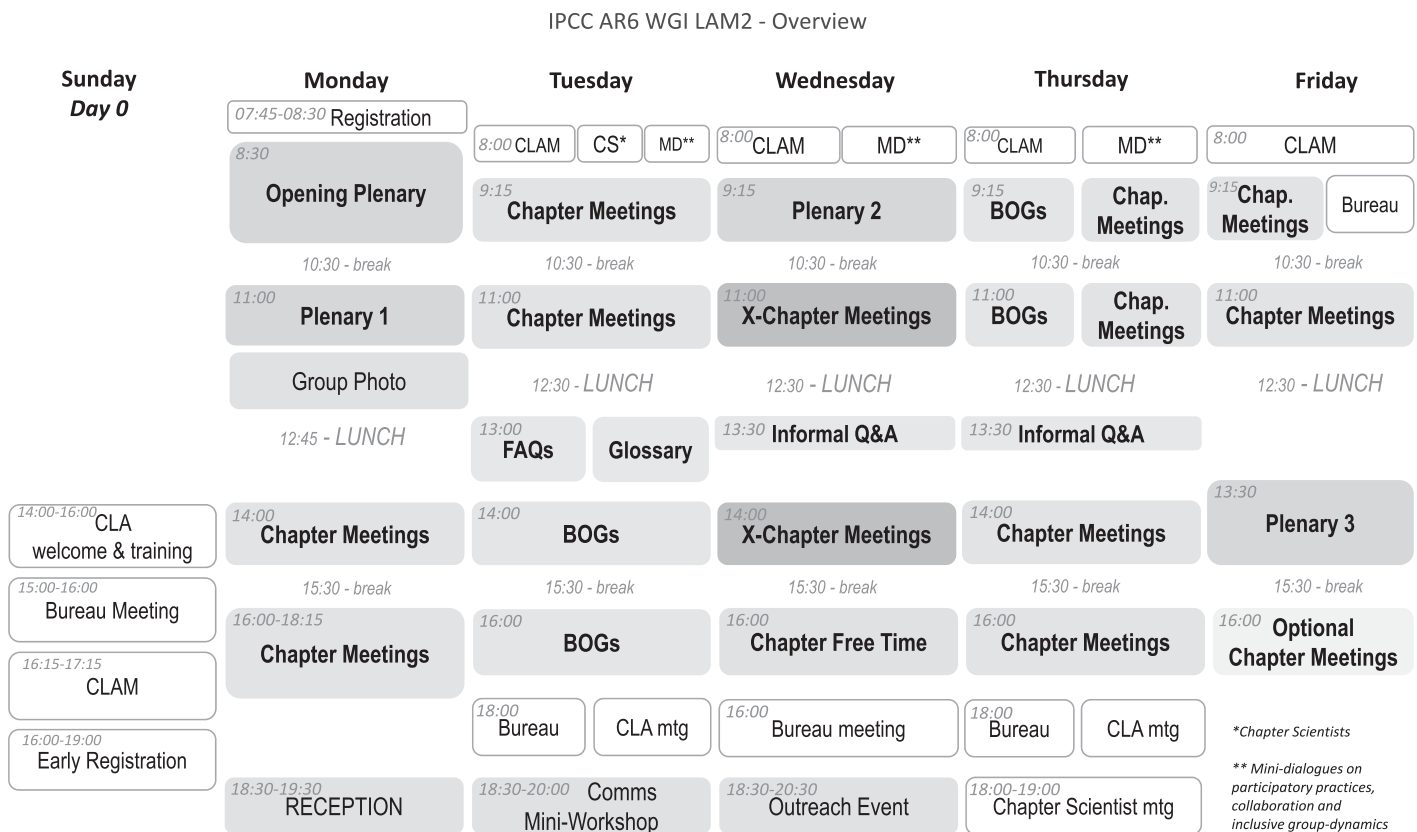 IPCC AR6 WGI LAM2 - Overview
Sunday
Day 0
14:00-16:00
CLA
welcome & training
15:00-16:00
Bureau Meeting
16:15-17:15
CLAM
16:00-19:00
Early Registration
Monday
07:45-08:30 Registration
8:30
Opening Plenary
10:30 - break
11:00
Plenary 1
Group Photo
12:45 - LUNCH
14:00
Chapter Meetings
15:30 - break
16:00-18:15
Chapter Meetings
18:30-19:30
RECEPTION
Tuesday
8:00 CLAM
CS*
MD**
9:15
Chapter Meetings
10:30 - break
11:00
Chapter Meetings
12:30 - LUNCH
13:00
FAQs
Glossary
14:00
BOGs
15:30 - break
16:00
BOGs
18:00
Bureau
CLA mtg
18:30-20:00 Comms
Mini-Workshop
Wednesday
8:00 CLAM
MD**
9:15
Plenary 2
10:30 - break
11:00
X-Chapter Meetings
12:30 - LUNCH
13:30 Informal Q&A
14:00
X-Chapter Meetings
15:30 - break
16:00
Chapter Free Time
16:00
Bureau meeting
18:30-20:30
Outreach Event
Thursday
8:00 CLAM
MD**
9:15
BOGs
Chap.
Meetings
10:30 - break
11:00
BOGs
Chap.
Meetings
12:30 - LUNCH
13:30 Informal Q&A
14:00
Chapter Meetings
15:30 - break
16:00
Chapter Meetings
18:00
Bureau
CLA mtg
18:00-19:00
Chapter Scientist mtg
Friday
8:00 CLAM
9:15 Chap.
Meetings
Bureau
10:30 - break
11:00
Chapter Meetings
12:30 - LUNCH
13:30
Plenary 3
15:30 - break
16:00 Optional
Chapter Meetings
*Chapter Scientists
** Mini-dialogues on
participatory practices,
collaboration and
inclusive group-dynamics